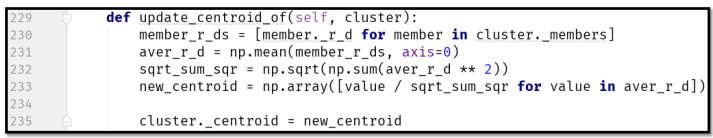 229 def update_centroid_of(self, cluster):
230 member_r_ds = [member._r_d for member in cluster._members]
231 aver_r_d = np.mean(member_r_ds, axis=0)
232 sqrt_sum_sqr = np.sqrt(np.sum(aver_r_d ** 2))
233 new_centroid = np.array([value / sqrt_sum_sqr for value in aver_r_d])
234
235 cluster._centroid = new_centroid